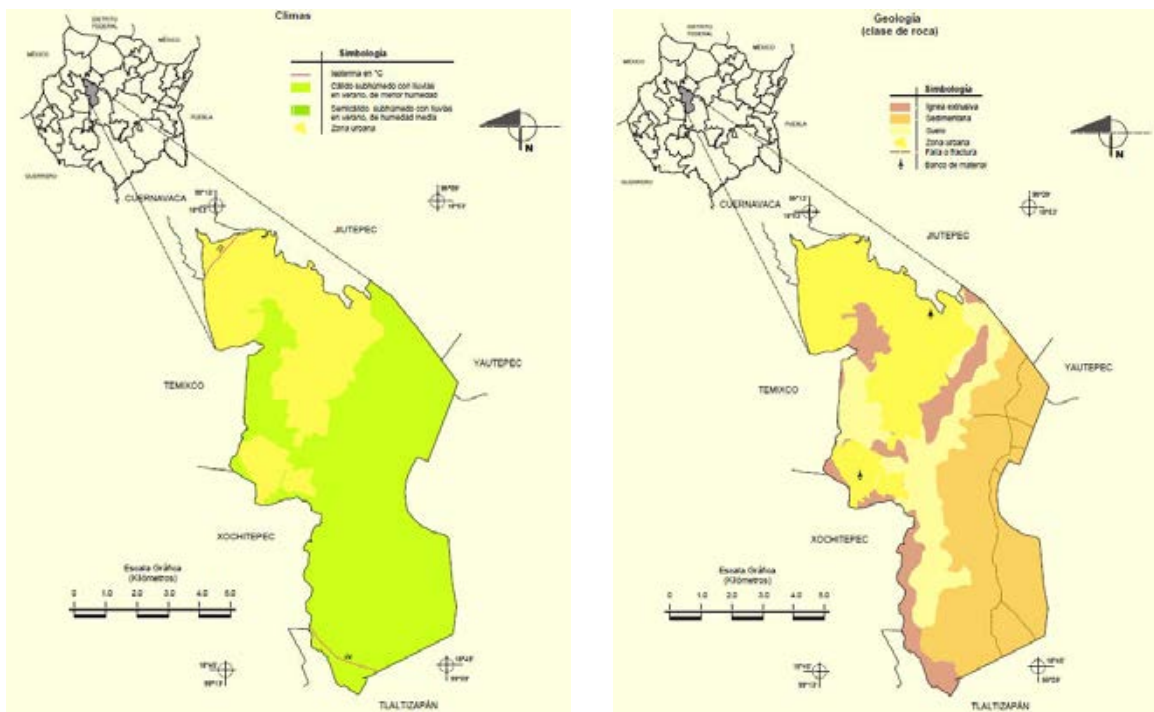 Climas
DISTRITO
FEDERAL
MÉXICO
MÉXICO
PUEBLA
GUERRERO
Simbología
Isoterma en °C
Cálido subhúmedo con lluvias
en verano, de menor humedad
Semicálido subhúmedo con lluvias
en verano, de humedad media
Zona urbana
N
CUERNAVACA
JIUTEPEC
YAUTEPEC
TEMIXCO
XOCHITEPEC
Escala Gráfica
(Kilómetros)
0 1.0 2.0 3.0 4.0 5.0
TLALTIZAPÁN
Geología
(clase de roca)
DISTRITO
FEDERAL
MÉXICO
MÉXICO
PUEBLA
GUERRERO
Simbología
Ignea extrusiva
Sedimentaria
Suelo
Zona urbana
Falla o fractura
Banco de material
N
CUERNAVACA
JIUTEPEC
YAUTEPEC
TEMIXCO
XOCHITEPEC
Escala Gráfica
(Kilómetros)
0 1.0 2.0 3.0 4.0 5.0
TLALTIZAPÁN